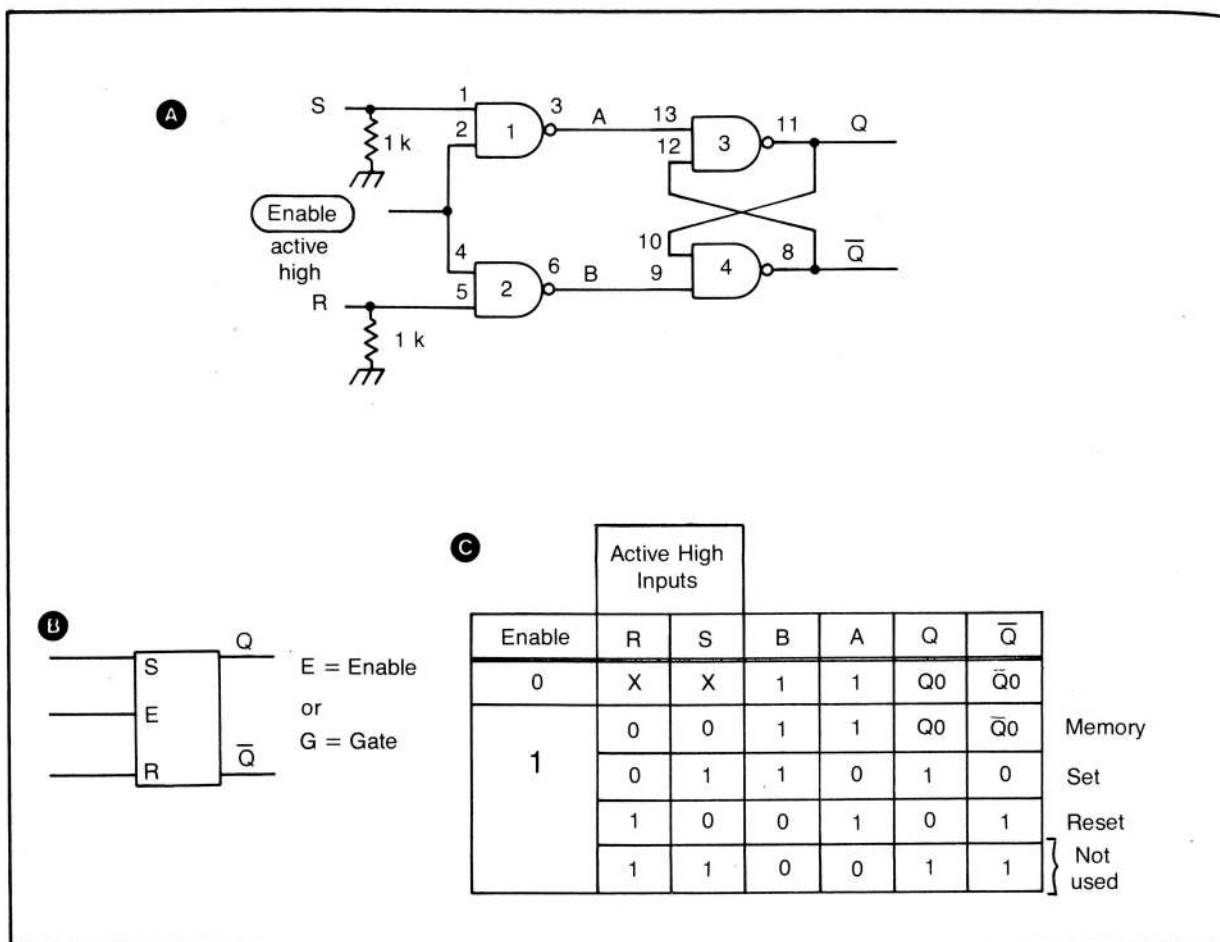 A
S
1
2
3
1
A
13
12
3
11
Q
1 k
Enable
active
high
4
5
2
6
B
10
9
4
8
Q̅
R
1 k
B
S
E
R
Q
Q̅
E = Enable
or
G = Gate
C
Active High
Inputs
Enable R S B A Q Q̅
0 X X 1 1 Q0 Q̅0
1
0 0 1 1 Q0 Q̅0 Memory
0 1 1 0 1 0 Set
1 0 0 1 0 1 Reset
1 1 0 0 1 1 Not
used